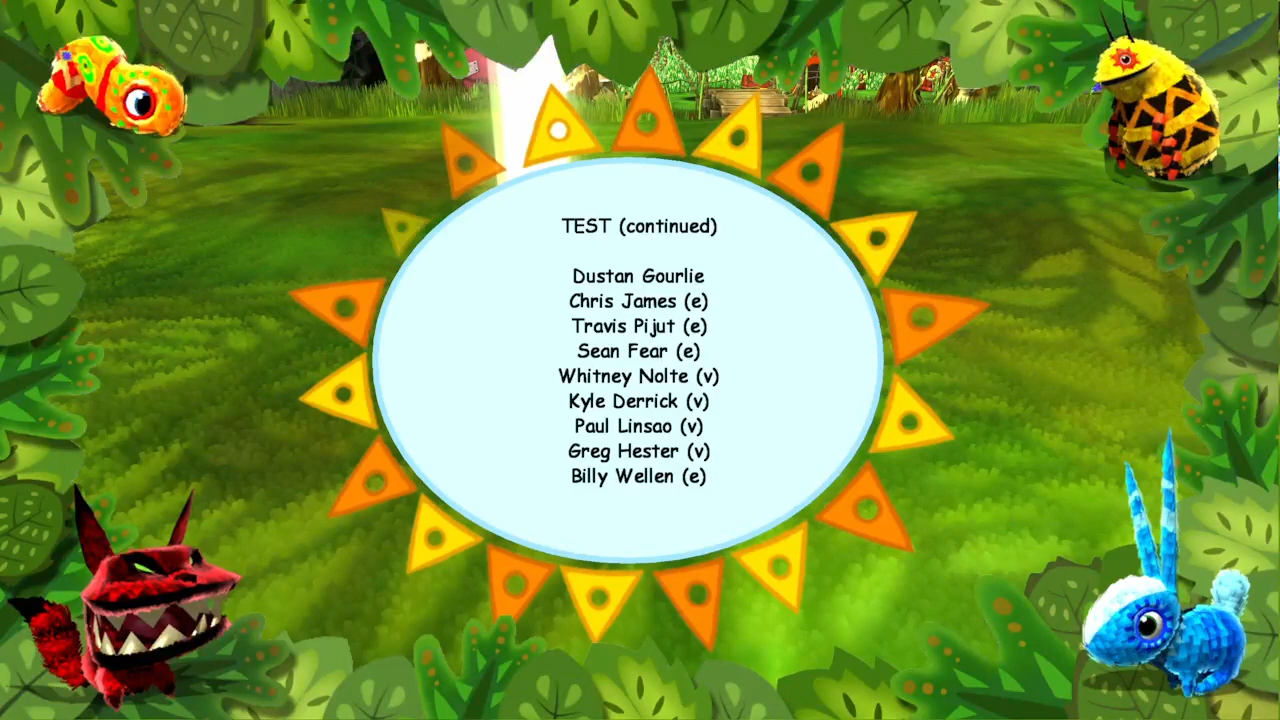 TEST (continued)
Dustan Gourlie
Chris James (e)
Travis Pijut (e)
Sean Fear (e)
Whitney Nolte (v)
Kyle Derrick (v)
Paul Linsao (v)
Greg Hester (v)
Billy Wellen (e)